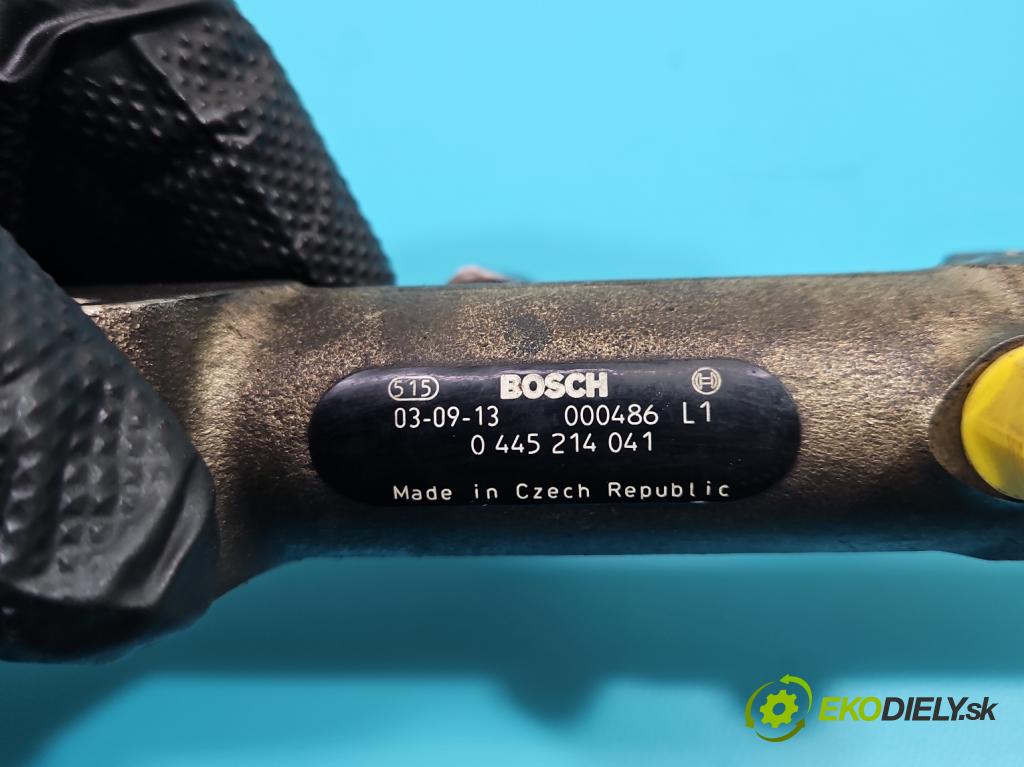 515 BOSCH
03-09-13 000486 L1
0 445 214 041
Made in Czech Republic
EKODIELY.sk